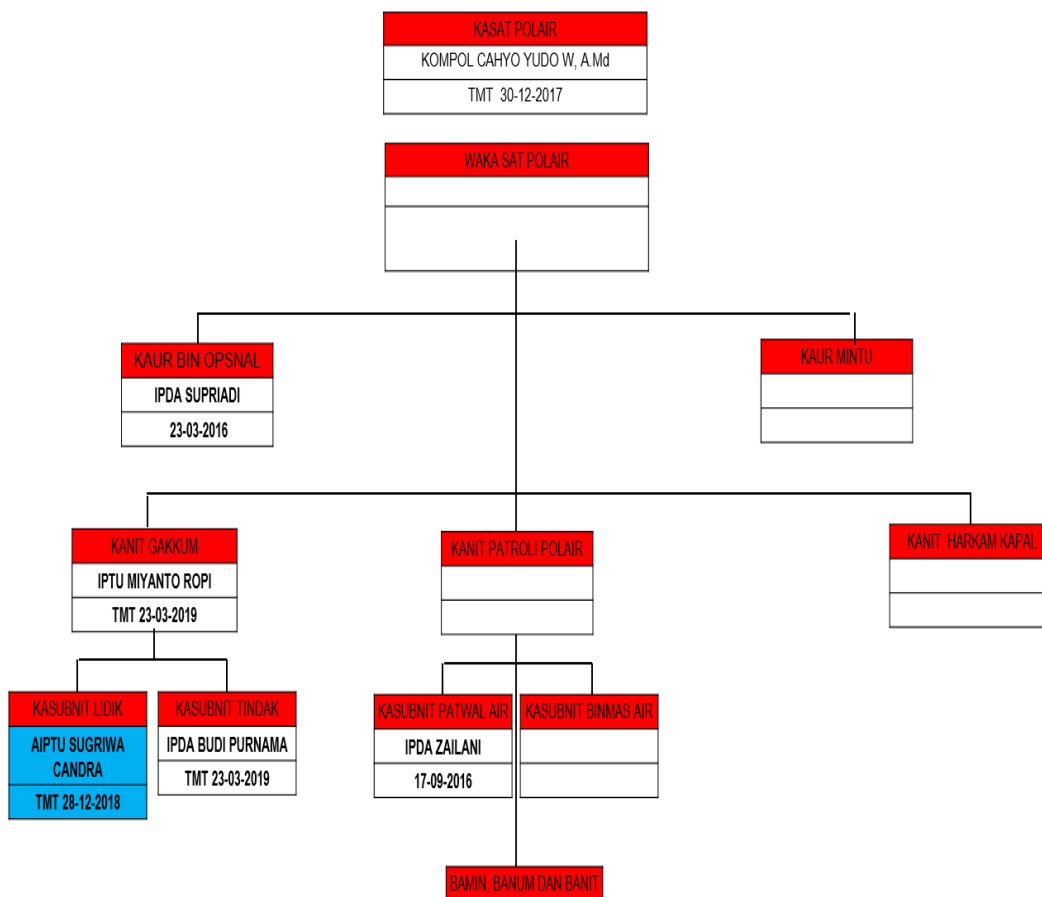 KASAT POLAIR
KOMPOL CAHYO YUDO W, A.Md
TMT 30-12-2017
WAKA SAT POLAIR
KAUR BIN OPSNAL
IPDA SUPRIADI
23-03-2016
KAUR MINTU
KANIT GAKKUM
IPTU MIYANTO ROPI
TMT 23-03-2019
KANIT PATROLI POLAIR
KANIT HARKAM KAPAL
KASUBNIT LIDIK
AIPTU SUGRIWA
CANDRA
TMT 28-12-2018
KASUBNIT TINDAK
IPDA BUDI PURNAMA
TMT 23-03-2019
KASUBNIT PATWAL AIR
IPDA ZAILANI
17-09-2016
KASUBNIT BINMAS AIR
BAMIN, BANUM DAN BANIT